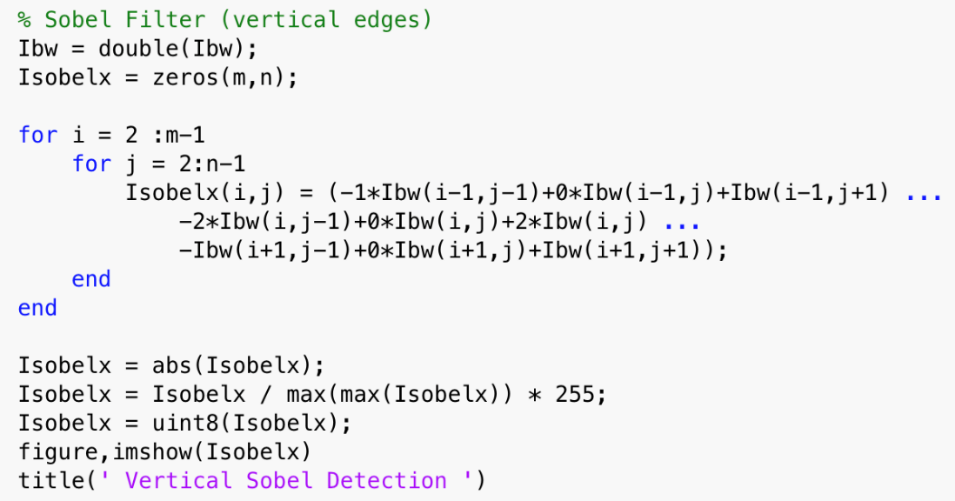 % Sobel Filter (vertical edges)
Ibw = double(Ibw);
Isobelx = zeros(m,n);

for i = 2 :m-1
    for j = 2:n-1
        Isobelx(i,j) = (-1*Ibw(i-1,j-1)+0*Ibw(i-1,j)+Ibw(i-1,j+1) ...
            -2*Ibw(i,j-1)+0*Ibw(i,j)+2*Ibw(i,j) ...
            -Ibw(i+1,j-1)+0*Ibw(i+1,j)+Ibw(i+1,j+1));
    end
end

Isobelx = abs(Isobelx);
Isobelx = Isobelx / max(max(Isobelx)) * 255;
Isobelx = uint8(Isobelx);
figure,imshow(Isobelx)
title(' Vertical Sobel Detection ')